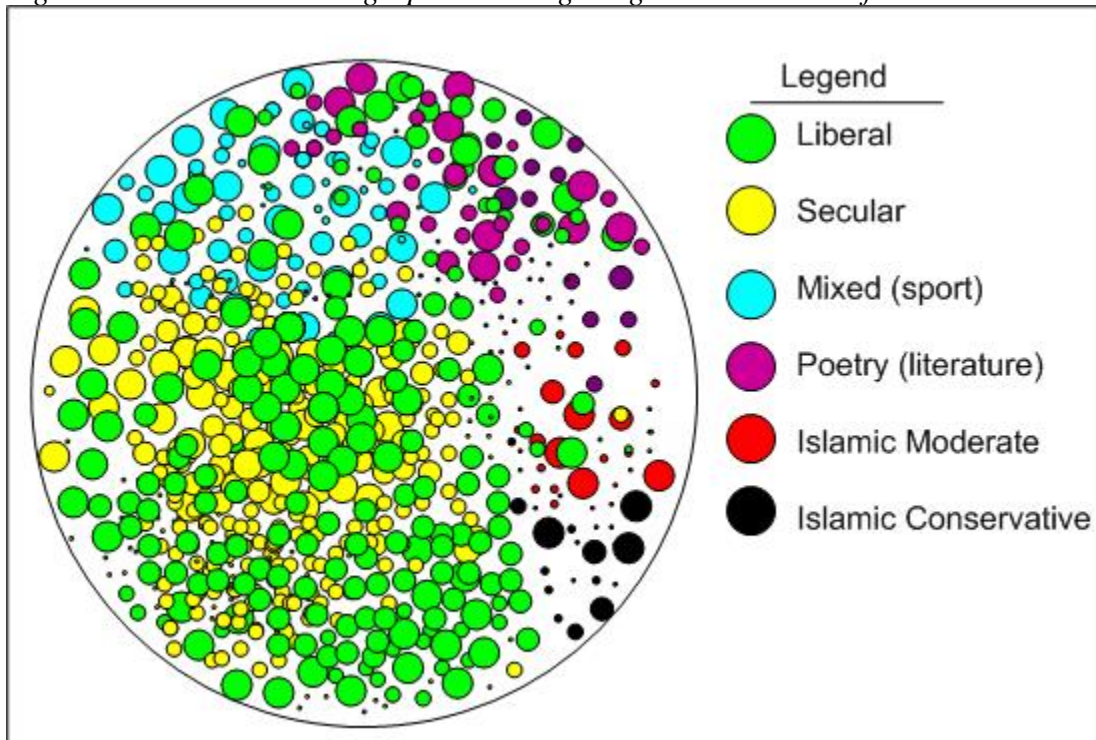 Legend
Liberal
Secular
Mixed (sport)
Poetry (literature)
Islamic Moderate
Islamic Conservative